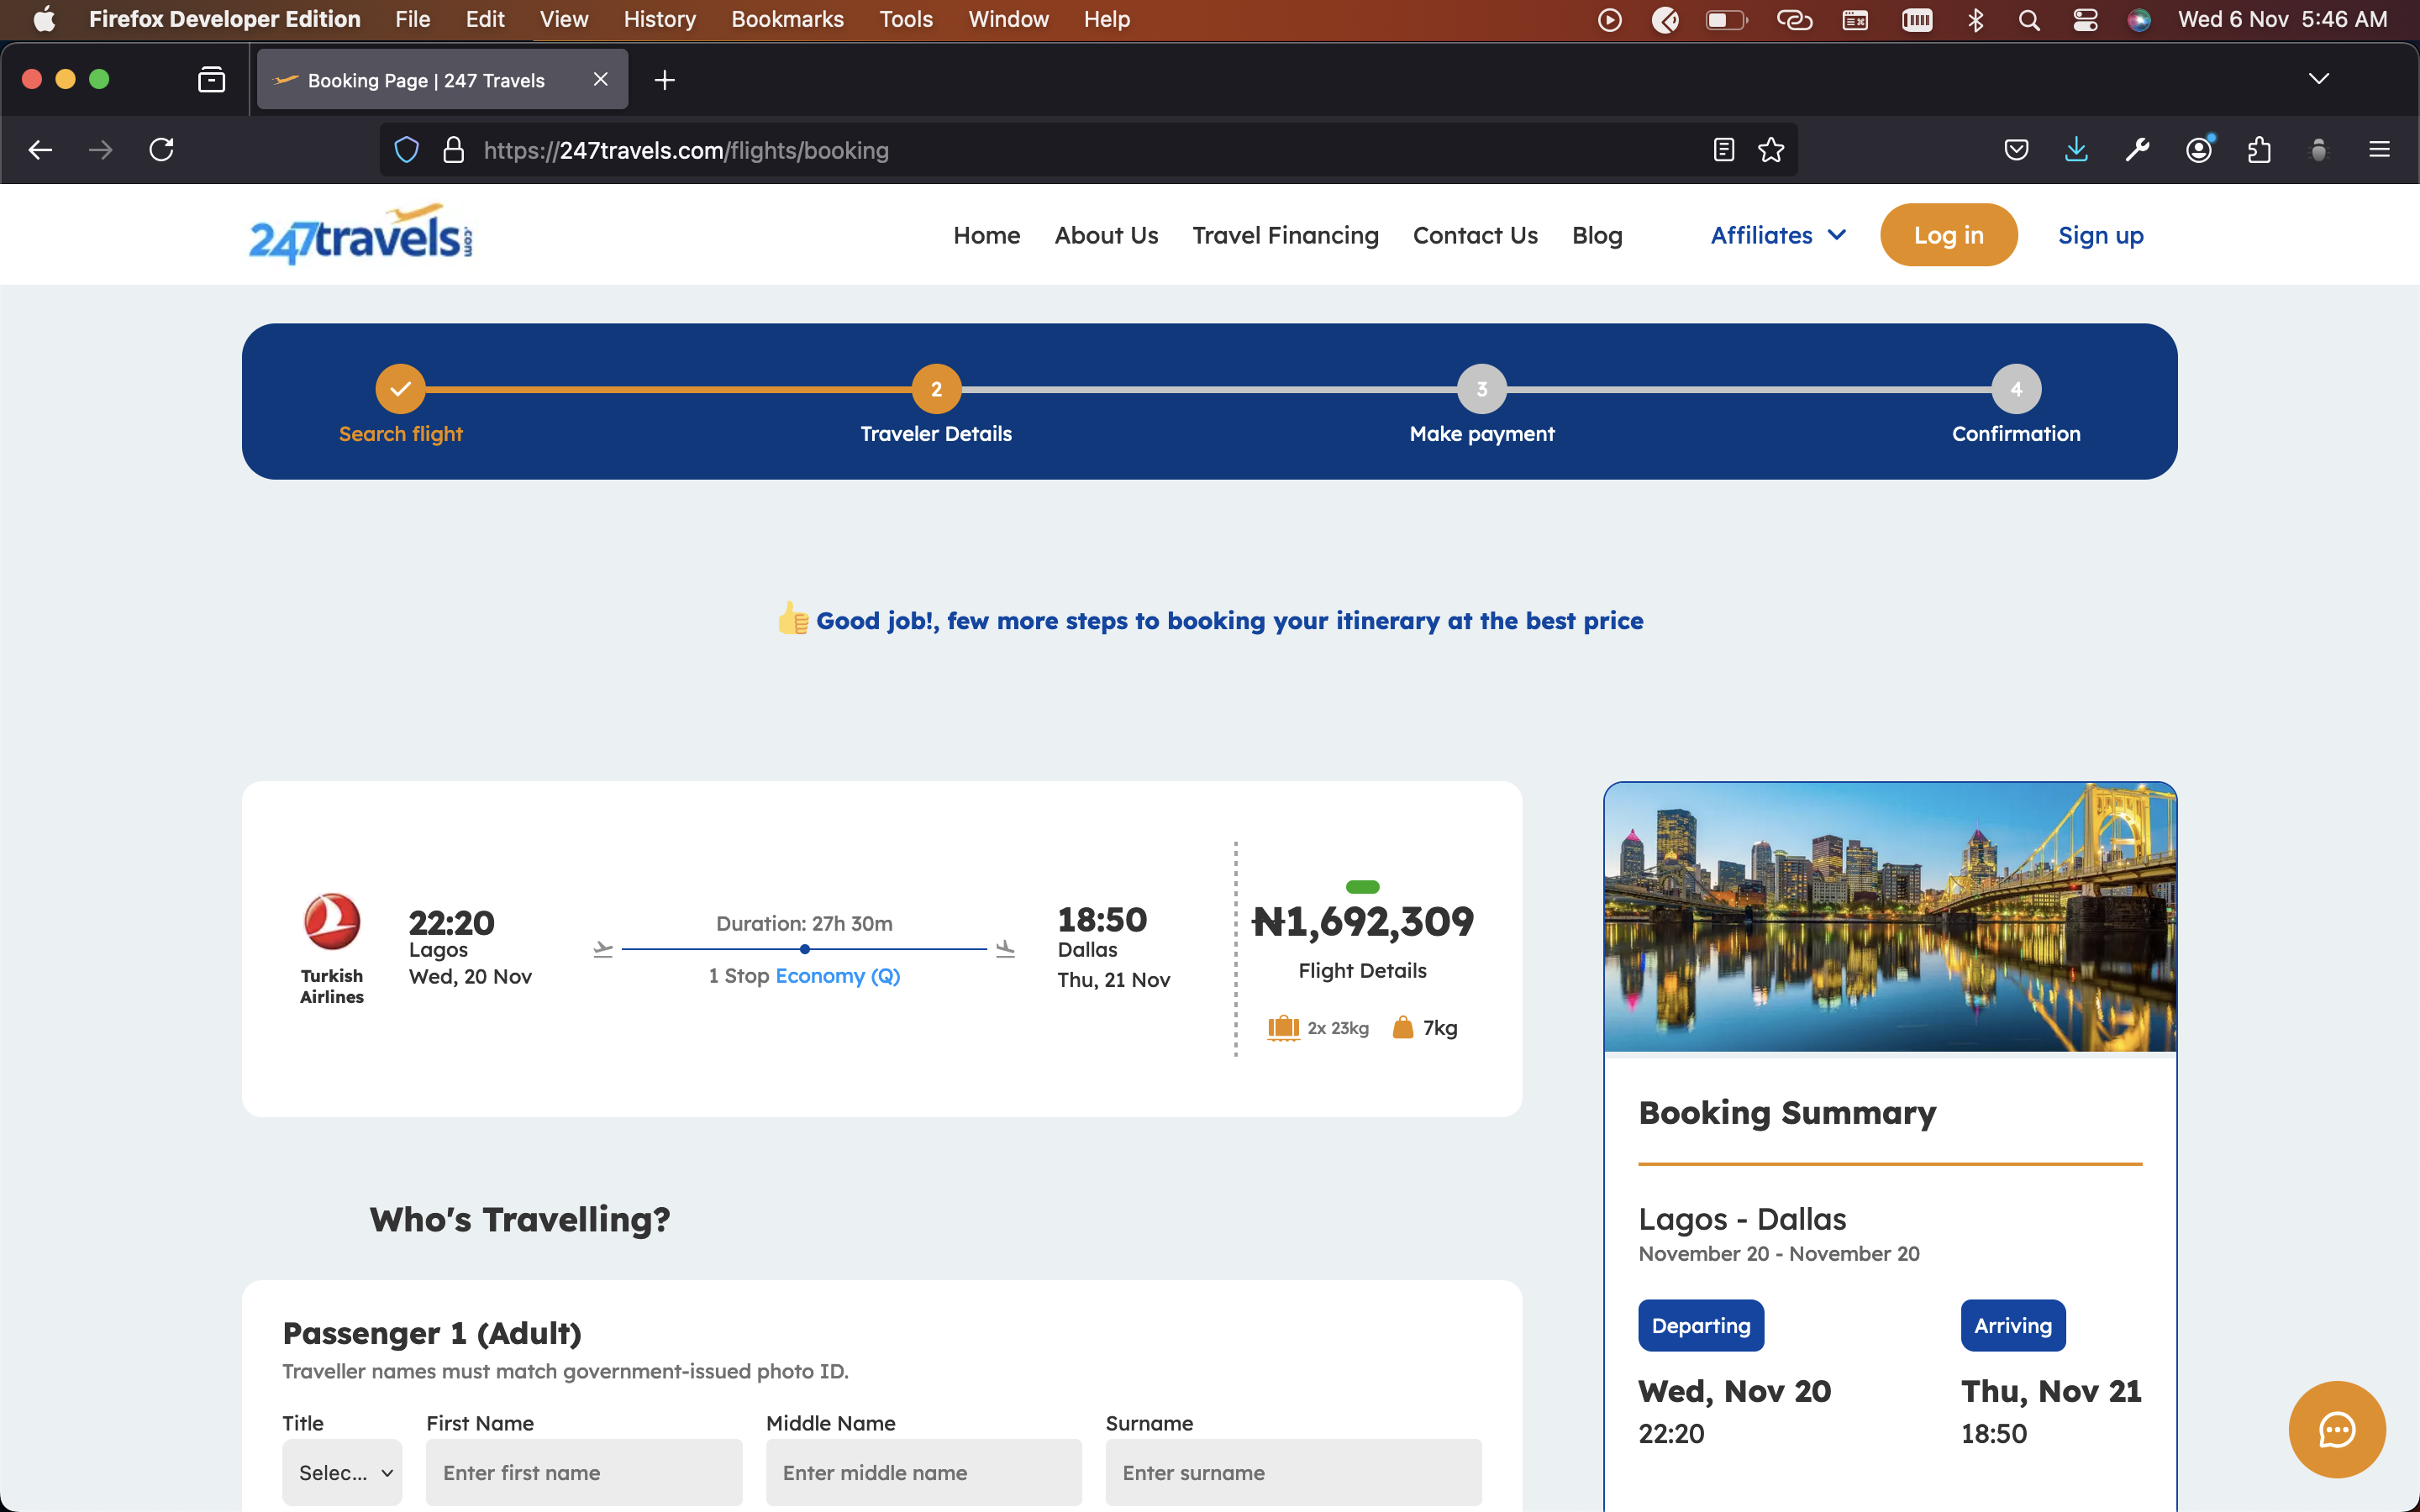 Firefox Developer Edition File Edit View History Bookmarks Tools Window Help Wed 6 Nov 5:46 AM
Booking Page | 247 Travels
https://247travels.com/flights/booking
247travels.com Home About Us Travel Financing Contact Us Blog Affiliates Log in Sign up
2 3 4
Search flight Traveler Details Make payment Confirmation
👍 Good job!, few more steps to booking your itinerary at the best price
Turkish
Airlines
22:20
Lagos
Wed, 20 Nov
Duration: 27h 30m
1 Stop Economy (Q)
18:50
Dallas
Thu, 21 Nov
₦1,692,309
Flight Details
2x 23kg 7kg
Who's Travelling?
Passenger 1 (Adult)
Traveller names must match government-issued photo ID.
Title First Name Middle Name Surname
Selec... Enter first name Enter middle name Enter surname
Booking Summary
Lagos - Dallas
November 20 - November 20
Departing Arriving
Wed, Nov 20 Thu, Nov 21
22:20 18:50